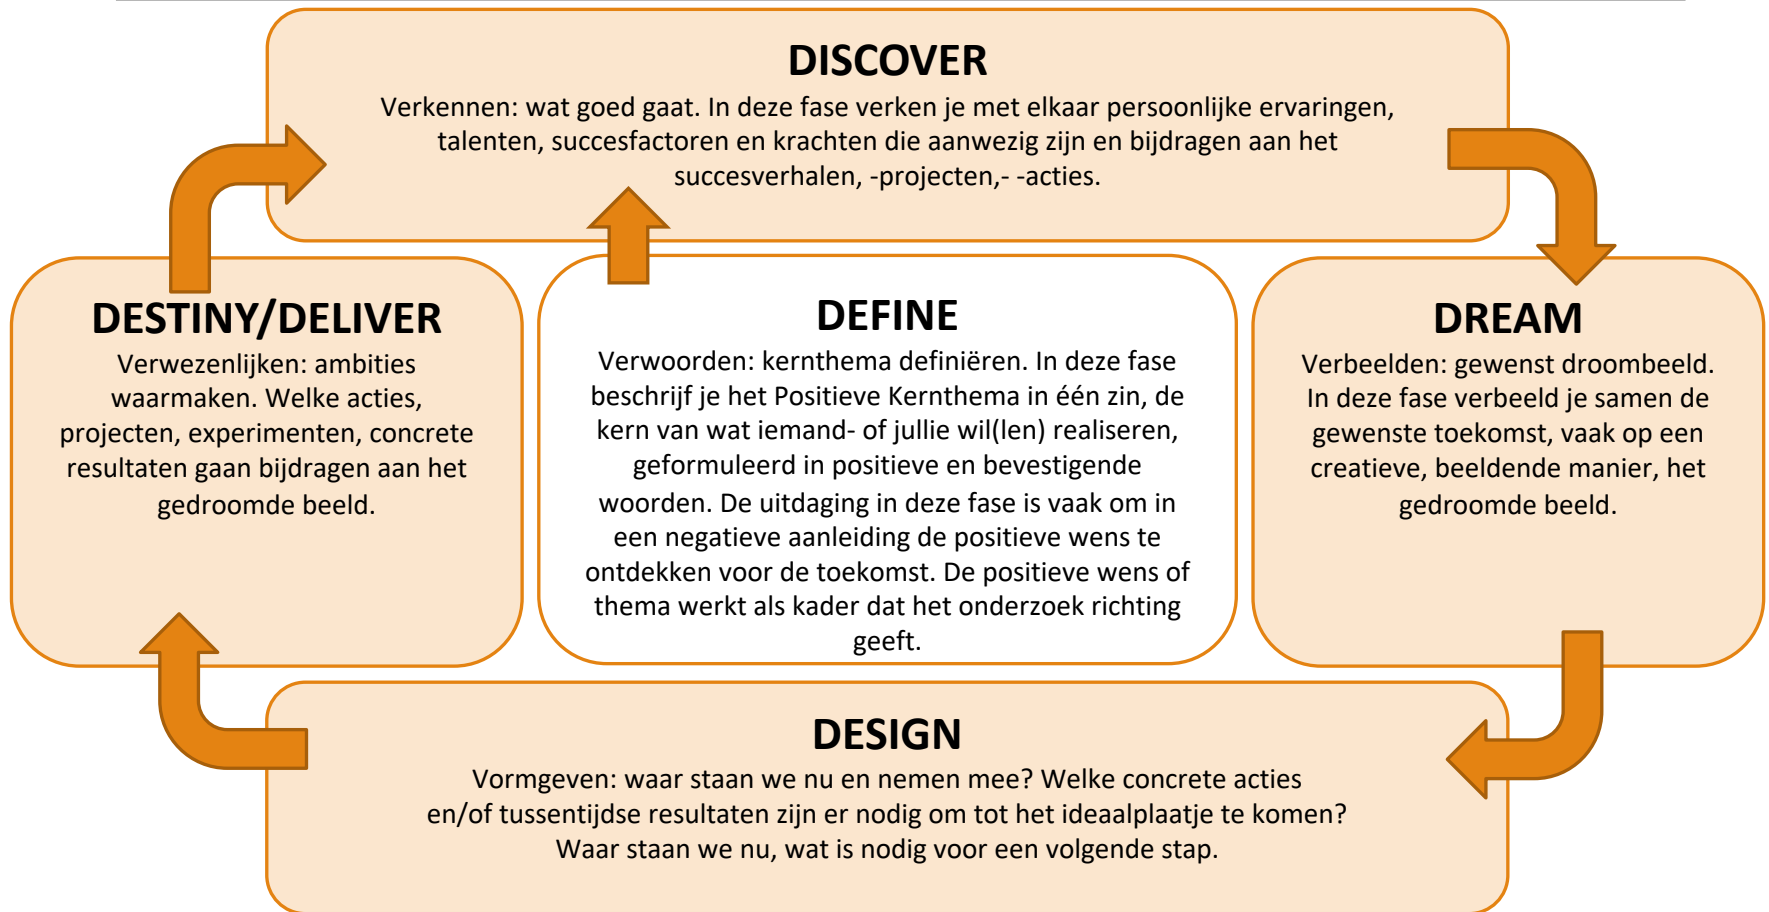 DISCOVER
Verkennen: wat goed gaat. In deze fase verken je met elkaar persoonlijke ervaringen,
talenten, succesfactoren en krachten die aanwezig zijn en bijdragen aan het
succesverhalen, -projecten,- -acties.
DESTINY/DELIVER
Verwezenlijken: ambities
waarmaken. Welke acties,
projecten, experimenten, concrete
resultaten gaan bijdragen aan het
gedroomde beeld.
DEFINE
Verwoorden: kernthema definiëren. In deze fase
beschrijf je het Positieve Kernthema in één zin, de
kern van wat iemand- of jullie wil(len) realiseren,
geformuleerd in positieve en bevestigende
woorden. De uitdaging in deze fase is vaak om in
een negatieve aanleiding de positieve wens te
ontdekken voor de toekomst. De positieve wens of
thema werkt als kader dat het onderzoek richting
geeft.
DREAM
Verbeelden: gewenst droombeeld.
In deze fase verbeeld je samen de
gewenste toekomst, vaak op een
creatieve, beeldende manier, het
gedroomde beeld.
DESIGN
Vormgeven: waar staan we nu en nemen mee? Welke concrete acties
en/of tussentijdse resultaten zijn er nodig om tot het ideaalplaatje te komen?
Waar staan we nu, wat is nodig voor een volgende stap.